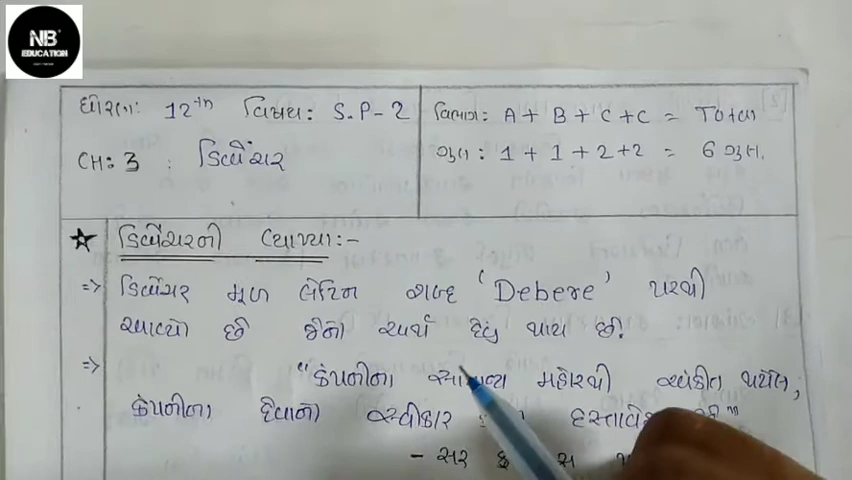 NB
EDUCATION
ધોરણ: 12th વિષય: S.P-2
વિભાગ: A + B + C + C = Total
CH: 3 : ડિબેંચર
ગુણ : 1 + 1 + 2 + 2 = 6 ગુણ.
ડિબેંચરની વ્યાખ્યા:-
=> ડિબેંચર મૂળ લેટિન શબ્દ 'Debere' પરથી
આવ્યો છે જેનો અર્થ દેવું થાય છે.
=> "કંપનીના સામાન્ય મહોરથી અંકીત થયેલ,
કંપનીના દેવાનો સ્વીકાર
- સર